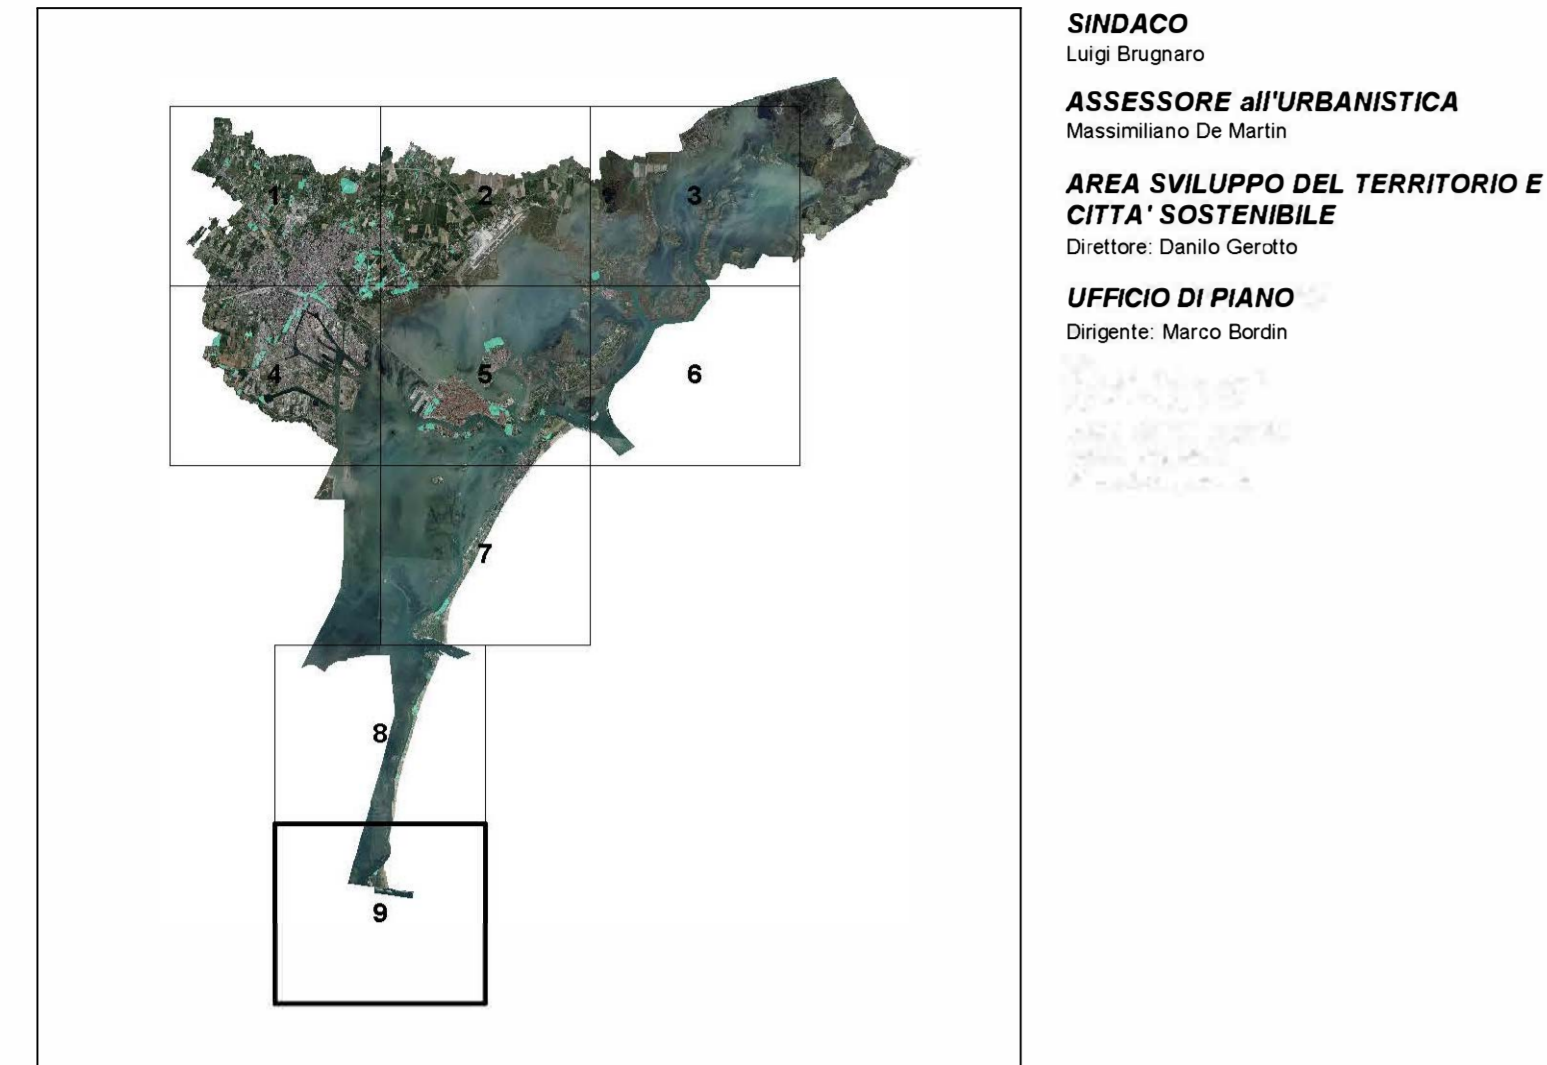 SINDACO
Luigi Brugnaro
ASSESSORE all'URBANISTICA
Massimiliano De Martin
AREA SVILUPPO DEL TERRITORIO E
CITTA' SOSTENIBILE
Direttore: Danilo Gerotto
UFFICIO DI PIANO
Dirigente: Marco Bordin
1
2
3
4
5
6
7
8
9